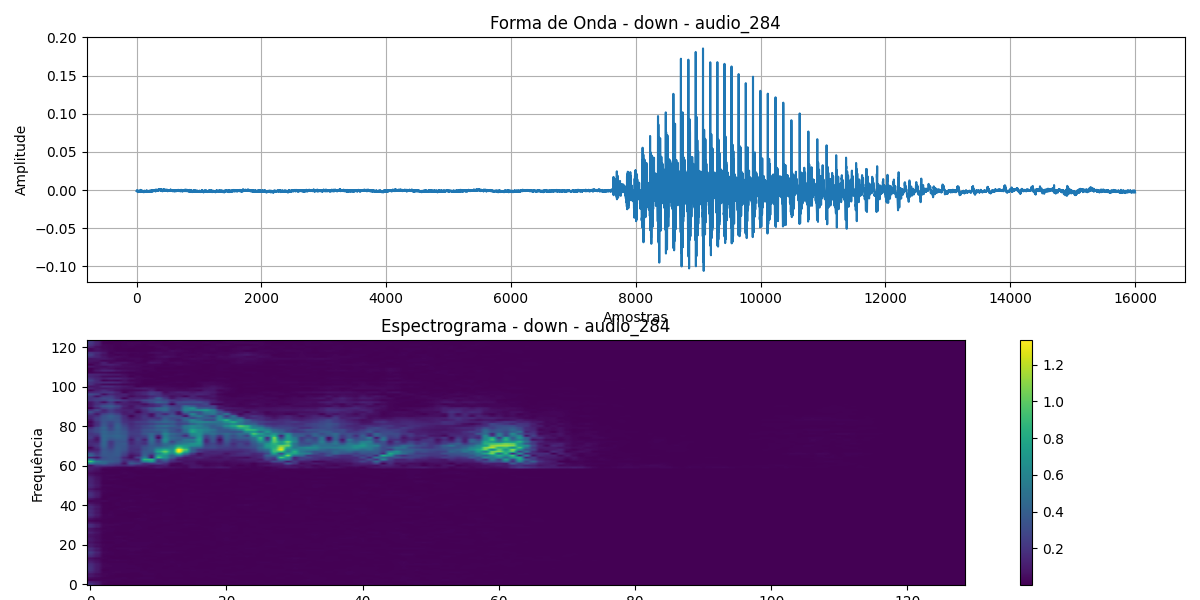 Forma de Onda - down - audio_284
0.20
0.15
0.10
0.05
0.00
−0.05
−0.10
Amplitude
0 2000 4000 6000 8000 10000 12000 14000 16000
Amostras
Espectrograma - down - audio_284
120
100
80
60
40
20
0
Frequência
0 20 40 60 80 100 120
1.2
1.0
0.8
0.6
0.4
0.2